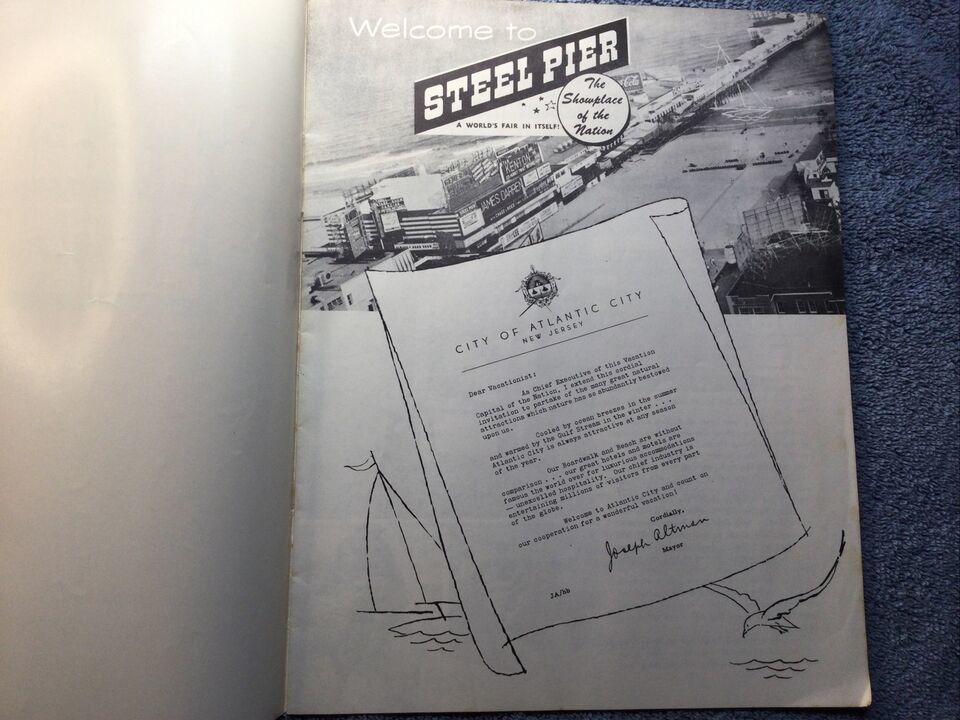 Welcome to
STEEL PIER
A WORLD'S FAIR IN ITSELF!
The
Showplace
of the
Nation
KENTON
JAMES DARREN
CITY OF ATLANTIC CITY
NEW JERSEY
Dear Vacationist:
As Chief Executive of this Vacation
Capital of the Nation, I extend this cordial
invitation to partake of the many great natural
attractions which nature has so abundantly bestowed
upon us.
Cooled by ocean breezes in the summer
and warmed by the Gulf Stream in the winter . . .
Atlantic City is always attractive at any season
of the year.
Our Boardwalk and Beach are without
comparison . . . our great hotels and motels are
famous the world over for luxurious accommodations
— unexcelled hospitality. Our chief industry is
entertaining millions of visitors from every part
of the globe.
Welcome to Atlantic City and count on
our cooperation for a wonderful vacation!
Cordially,
Joseph Altman
Mayor
JA/hb